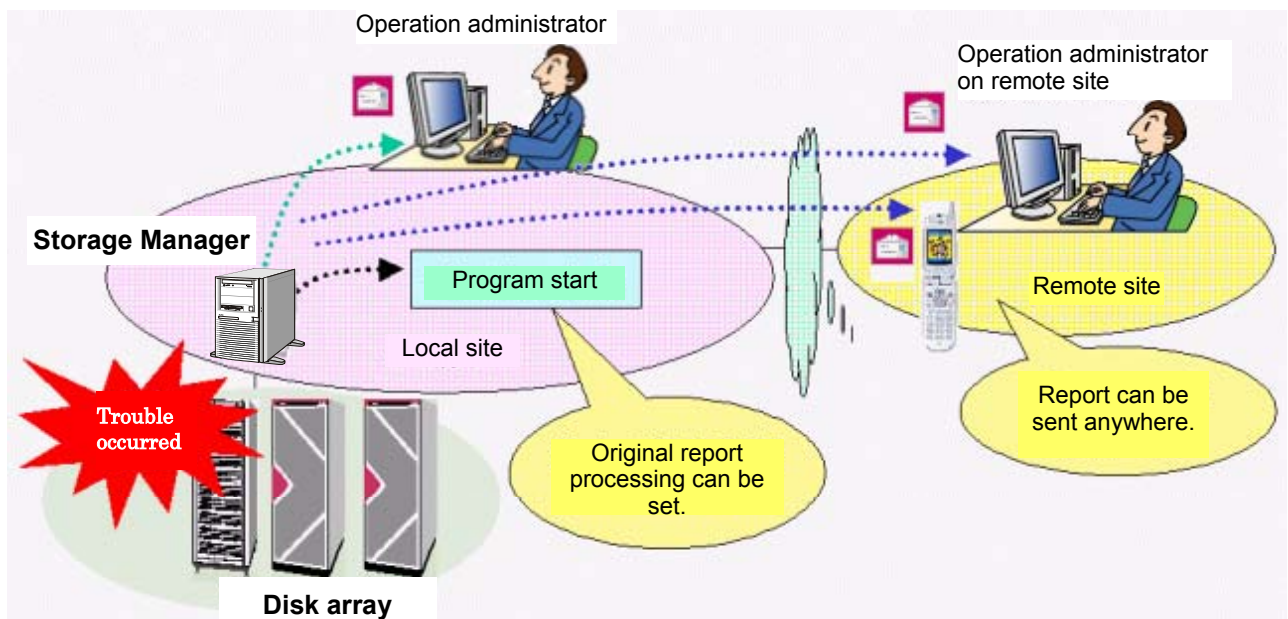 Operation administrator
Operation administrator
on remote site
Storage Manager
Program start
Remote site
Local site
Trouble
occurred
Report can be
sent anywhere.
Original report
processing can be
set.
Disk array